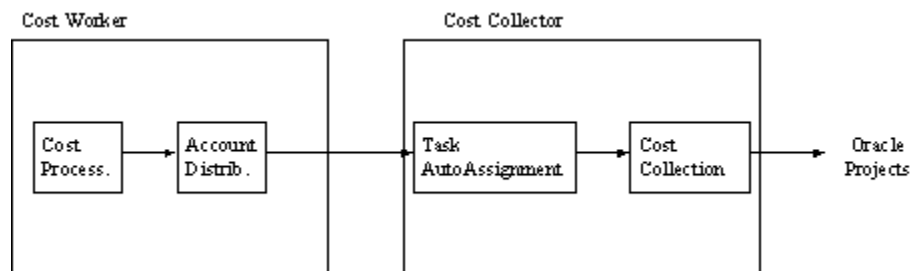 Cost Worker
Cost Collector
Cost
Process.
Account
Distrib.
Task
AutoAssignment
Cost
Collection
Oracle
Projects